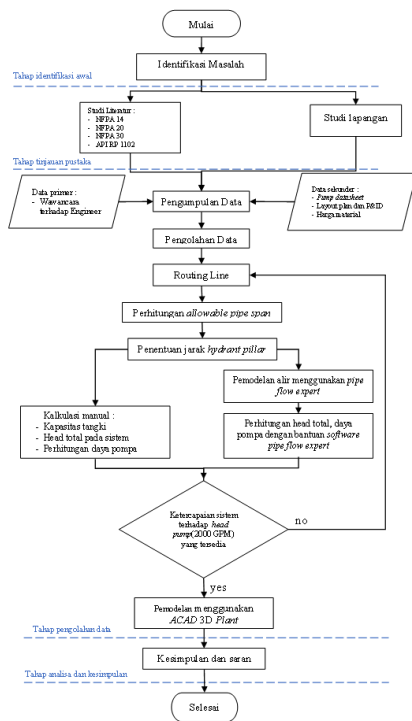 Mulai
Identifikasi Masalah
Tahap identifikasi awal
Studi Literatur :
- NFPA 14
- NFPA 20
- NFPA 30
- API RP 1102
Studi lapangan
Tahap tinjauan pustaka
Data primer :
- Wawancara
terhadap Engineer
Pengumpulan Data
Data sekunder :
- Pump datasheet
- Layout plan dan P&ID
- Harga material
Pengolahan Data
Routing Line
Perhitungan allowable pipe span
Penentuan jarak hydrant pillar
Kalkulasi manual :
- Kapasitas tangki
- Head total pada sistem
- Perhitungan daya pompa
Pemodelan alir menggunakan pipe
flow expert
Perhitungan head total, daya
pompa dengan bantuan software
pipe flow expert
Ketercapaian sistem
terhadap head
pump(2000 GPM)
yang tersedia
no
yes
Pemodelan menggunakan
ACAD 3D Plant
Tahap pengolahan data
Kesimpulan dan saran
Tahap analisa dan kesimpulan
Selesai